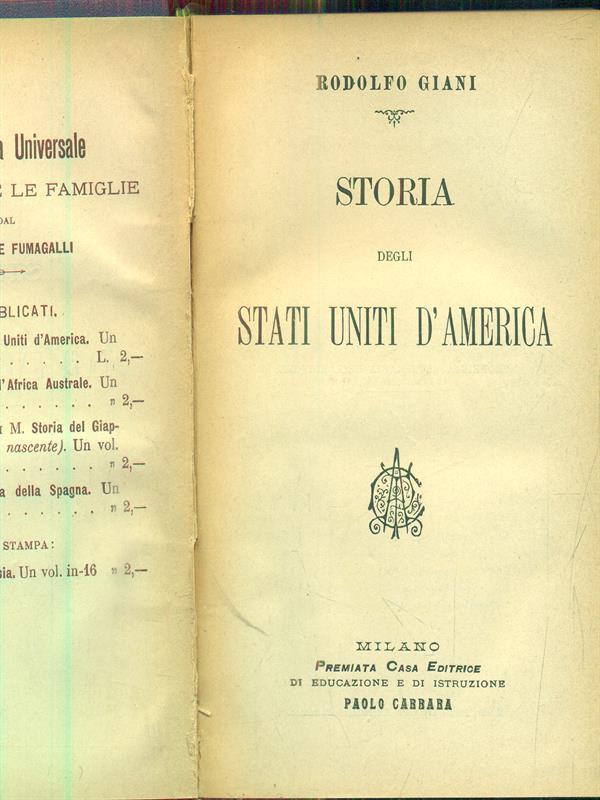 Universale
LE FAMIGLIE
DAL
E FUMAGALLI
BLICATI.
Uniti d'America. Un
. . . . . L. 2,—
d'Africa Australe. Un
. . . . . . " 2,—
M. Storia del Giap-
nascente). Un vol.
. . . . . . " 2,—
della Spagna. Un
. . . . . . " 2,—
STAMPA:
Un vol. in-16 " 2,—
RODOLFO GIANI
STORIA
DEGLI
STATI UNITI D'AMERICA
MILANO
PREMIATA CASA EDITRICE
DI EDUCAZIONE E DI ISTRUZIONE
PAOLO CARRARA